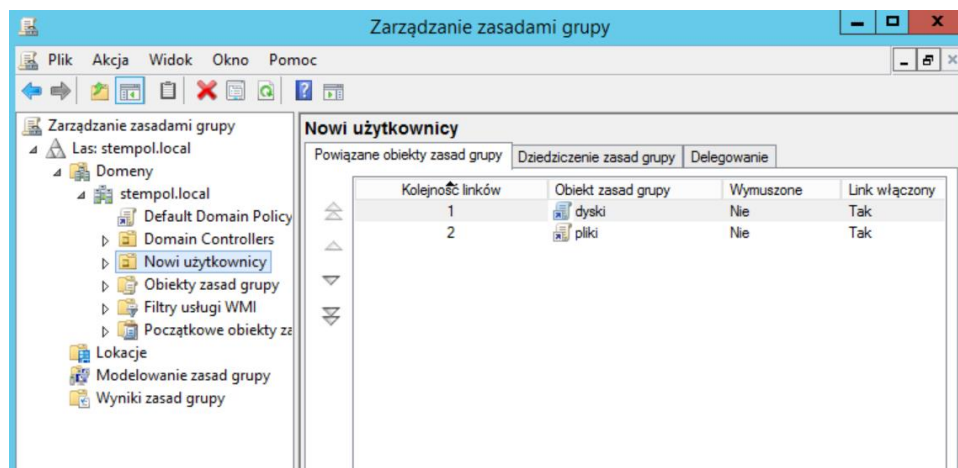 Zarządzanie zasadami grupy
Plik Akcja Widok Okno Pomoc
Zarządzanie zasadami grupy
Las: stempol.local
Domeny
stempol.local
Default Domain Policy
Domain Controllers
Nowi użytkownicy
Obiekty zasad grupy
Filtry usługi WMI
Początkowe obiekty za
Lokacje
Modelowanie zasad grupy
Wyniki zasad grupy
Nowi użytkownicy
Powiązane obiekty zasad grupy Dziedziczenie zasad grupy Delegowanie
Kolejność linków Obiekt zasad grupy Wymuszone Link włączony
1 dyski Nie Tak
2 pliki Nie Tak